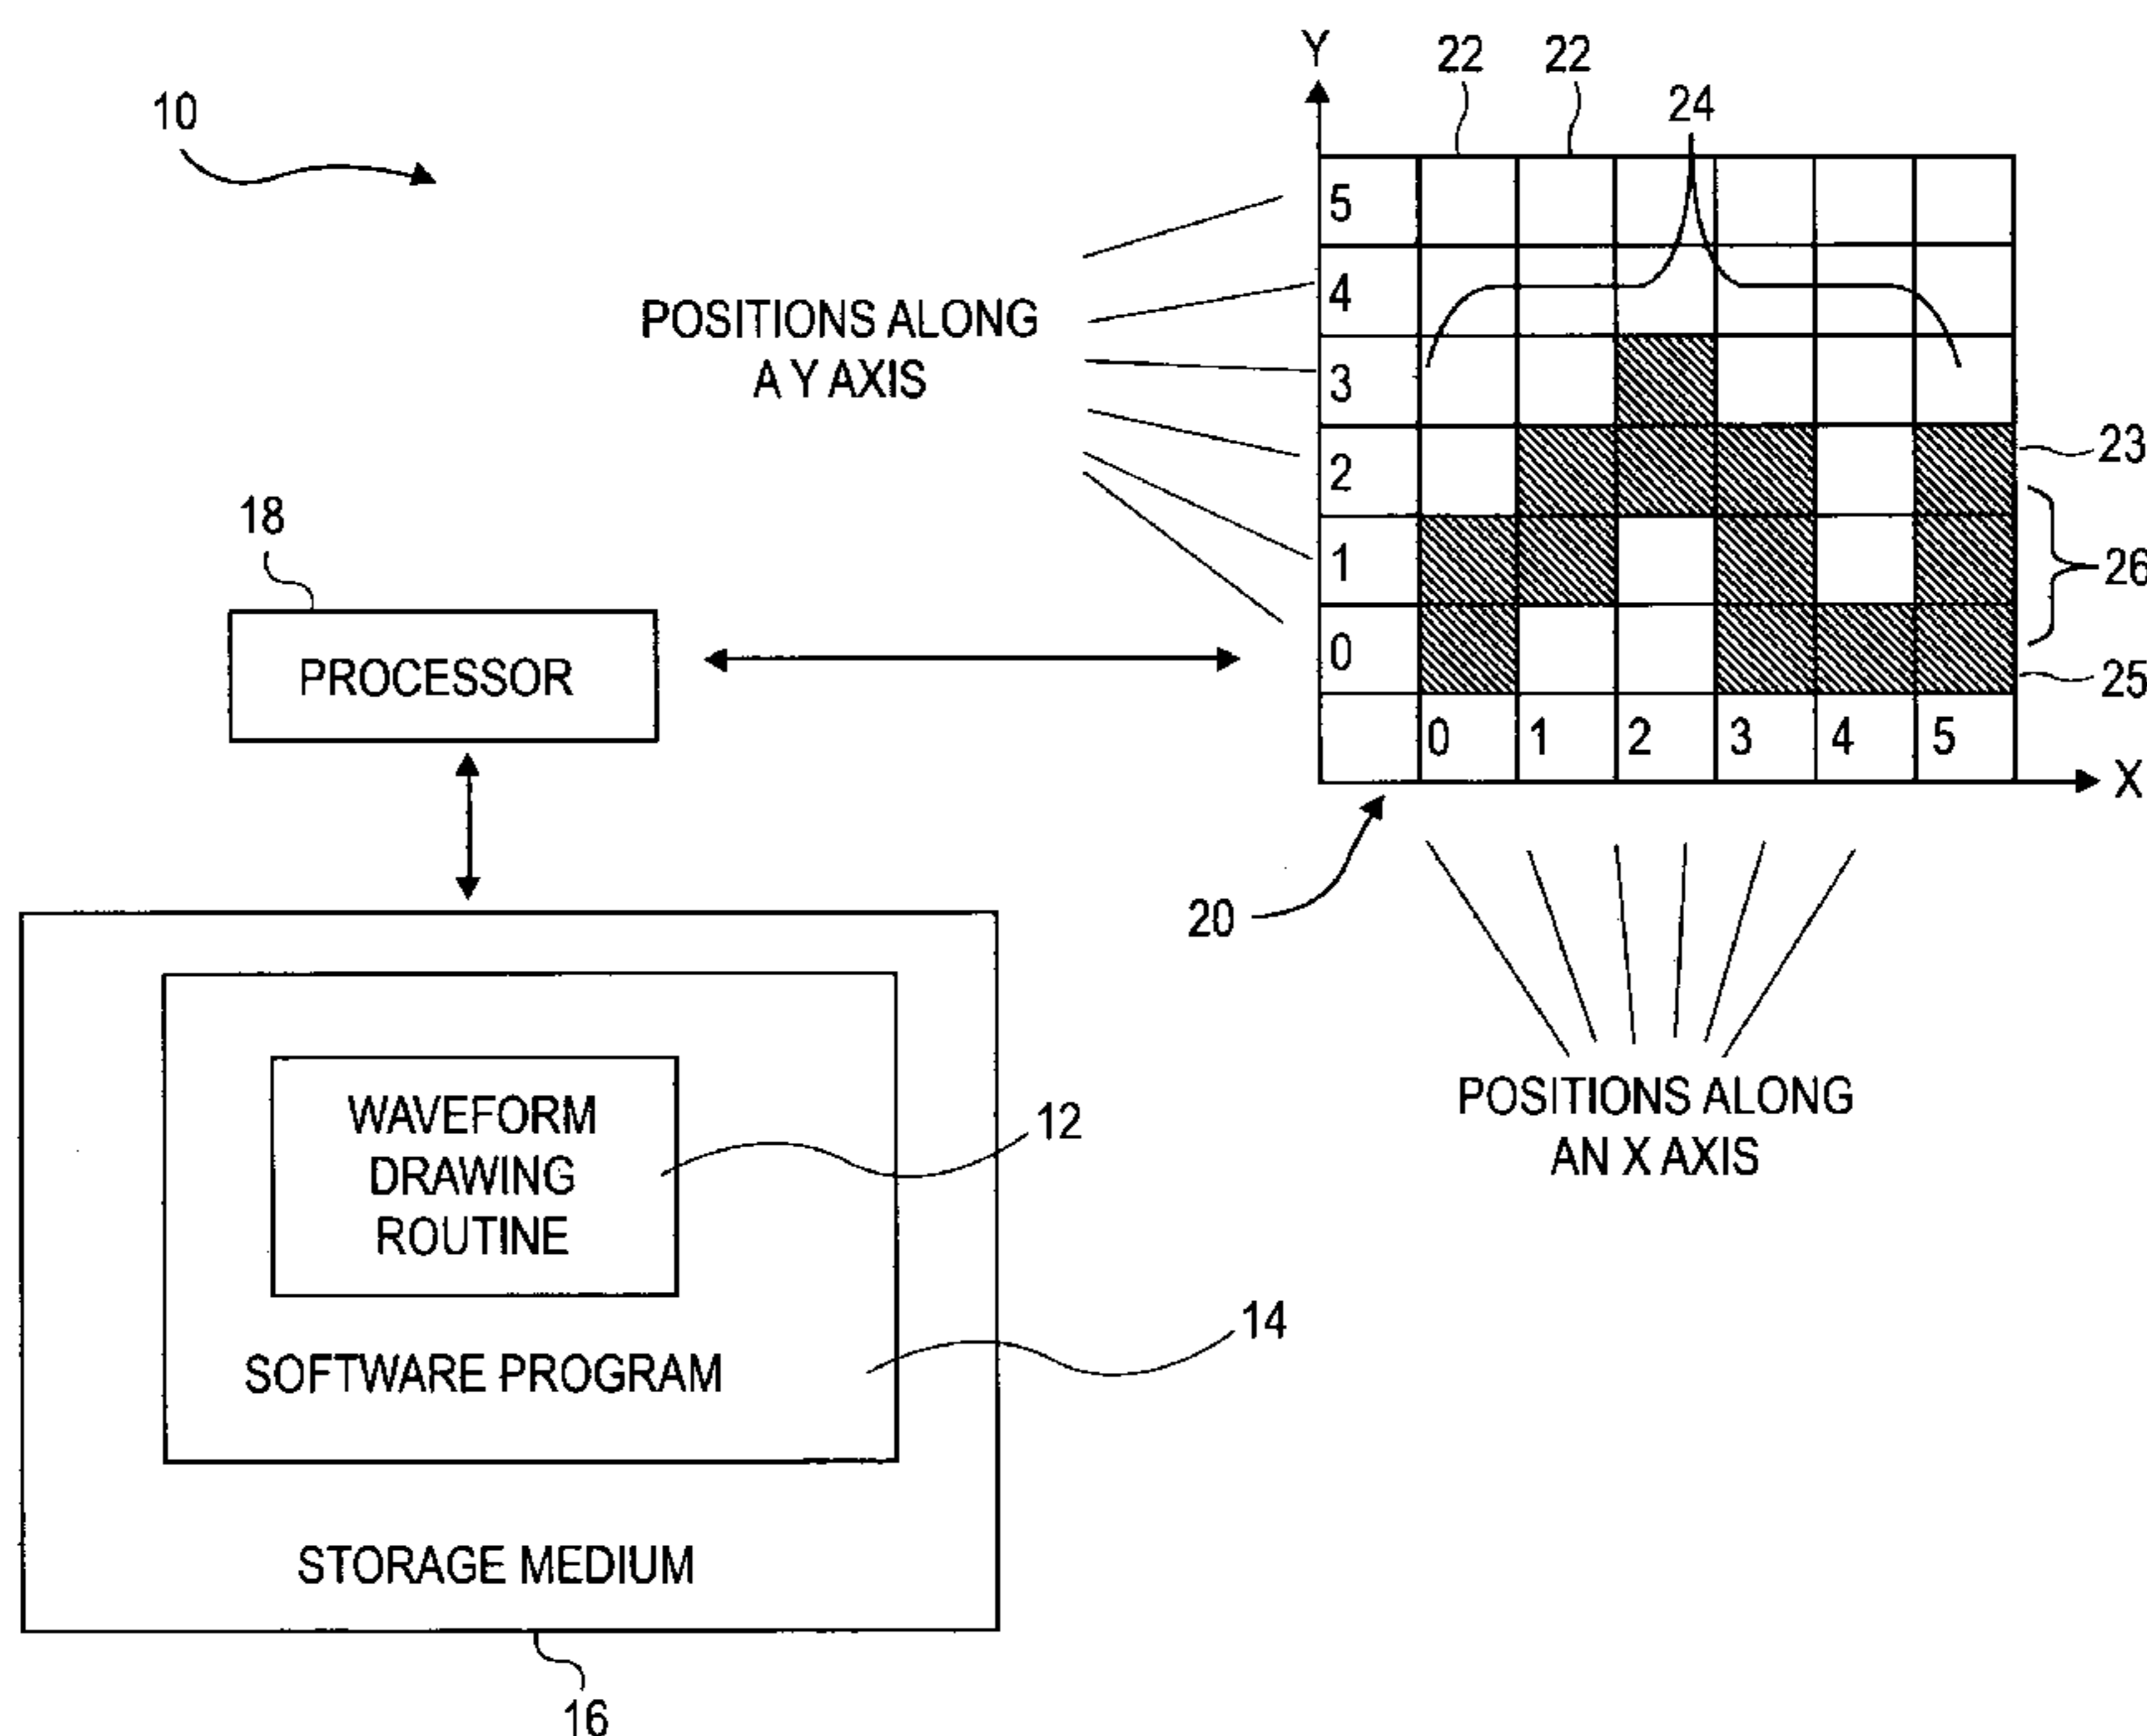 10
Y
22
22
24
5
4
3
2
1
0
POSITIONS ALONG
A Y AXIS
23
26
25
18
PROCESSOR
0 1 2 3 4 5
X
20
POSITIONS ALONG
AN X AXIS
WAVEFORM
DRAWING
ROUTINE
12
SOFTWARE PROGRAM
14
STORAGE MEDIUM
16